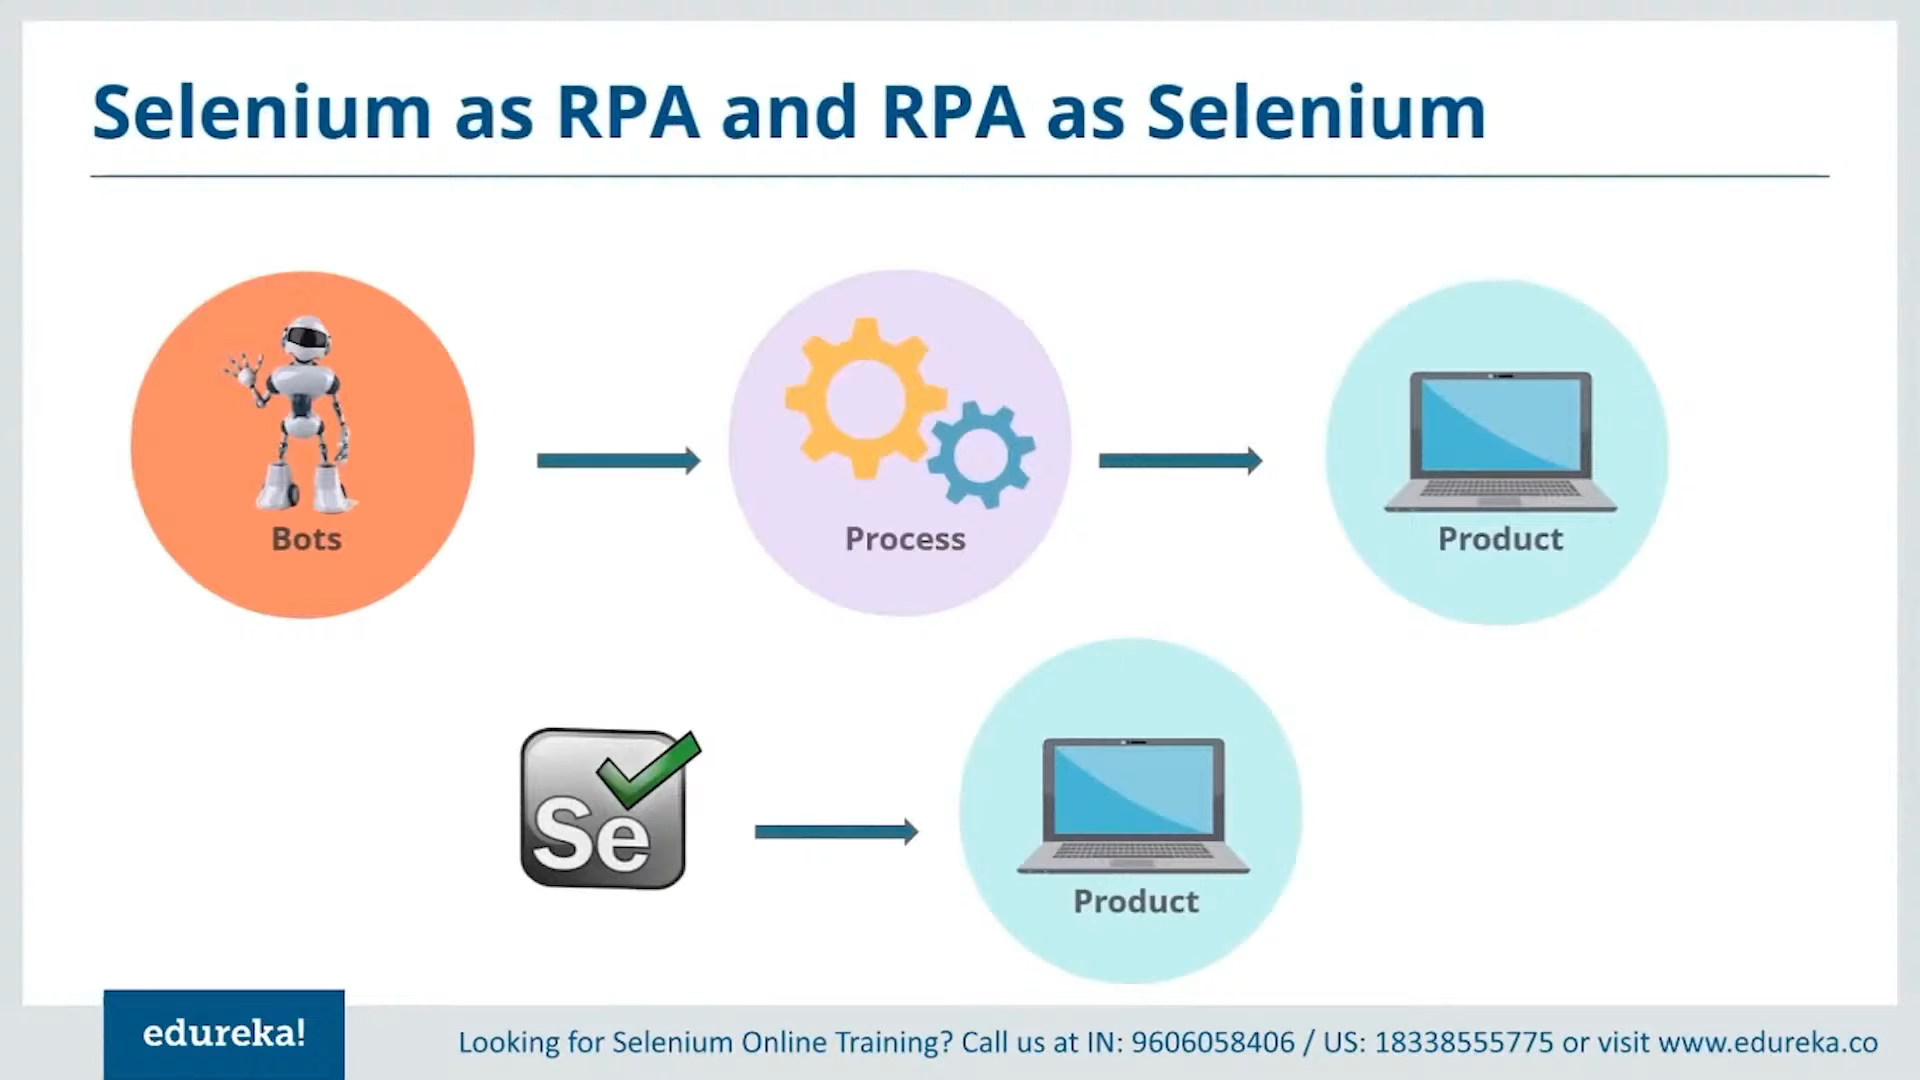 Selenium as RPA and RPA as Selenium
Bots
Process
Product
Se
Product
edureka!
Looking for Selenium Online Training? Call us at IN: 9606058406 / US: 18338555775 or visit www.edureka.co